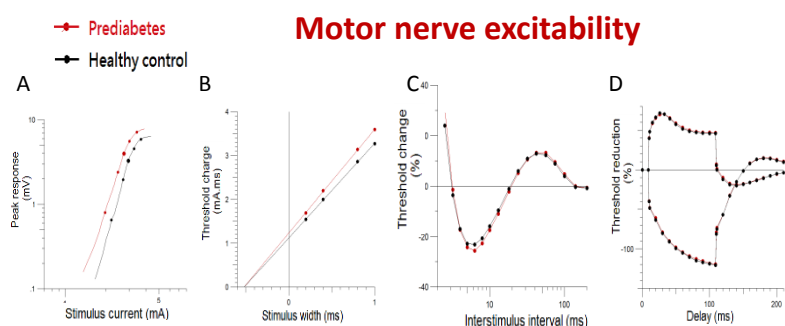 Motor nerve excitability
Prediabetes
Healthy control
A
B
C
D
Peak response
(mV)
10
1
.1
5
Stimulus current (mA)
Threshold charge
(mA.ms)
4
3
2
1
0
0
1
Stimulus width (ms)
Threshold change
(%)
40
0
0
-20
-40
10
100
Interstimulus interval (ms)
Threshold reduction
(%)
-100
0
100
200
Delay (ms)